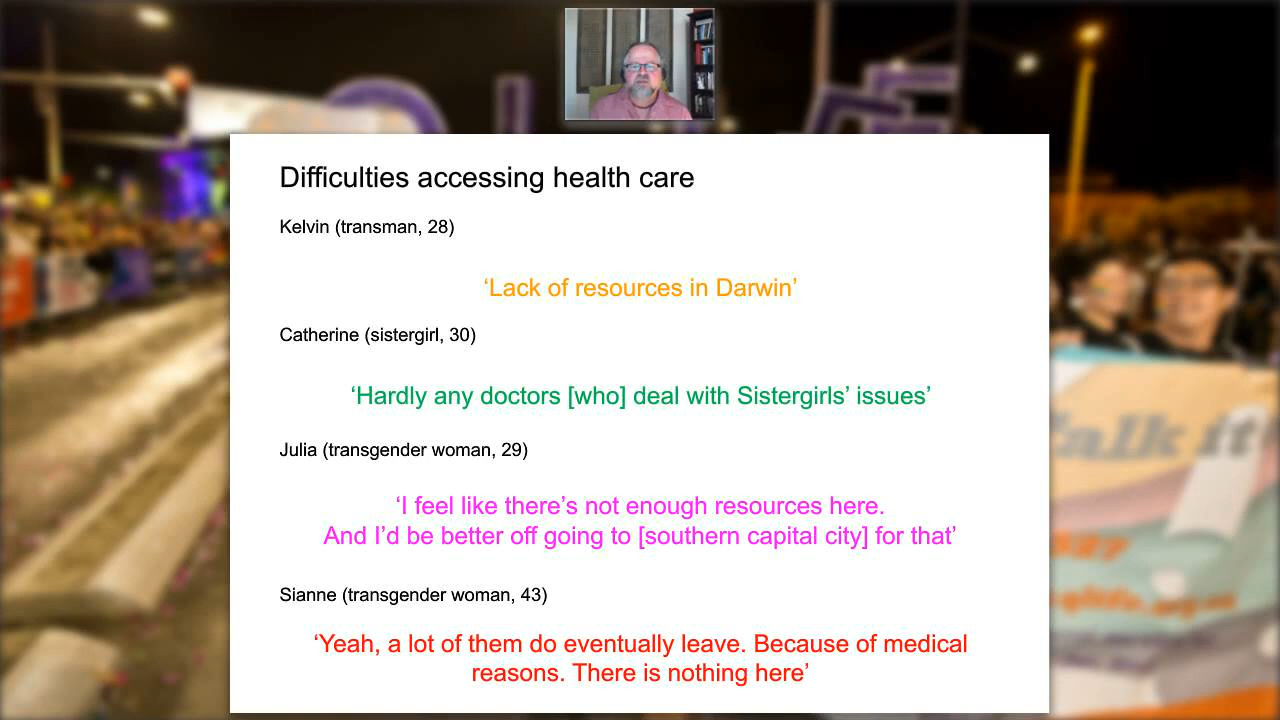 Difficulties accessing health care
Kelvin (transman, 28)
‘Lack of resources in Darwin’
Catherine (sistergirl, 30)
‘Hardly any doctors [who] deal with Sistergirls’ issues’
Julia (transgender woman, 29)
‘I feel like there’s not enough resources here.
And I’d be better off going to [southern capital city] for that’
Sianne (transgender woman, 43)
‘Yeah, a lot of them do eventually leave. Because of medical
reasons. There is nothing here’
talk it